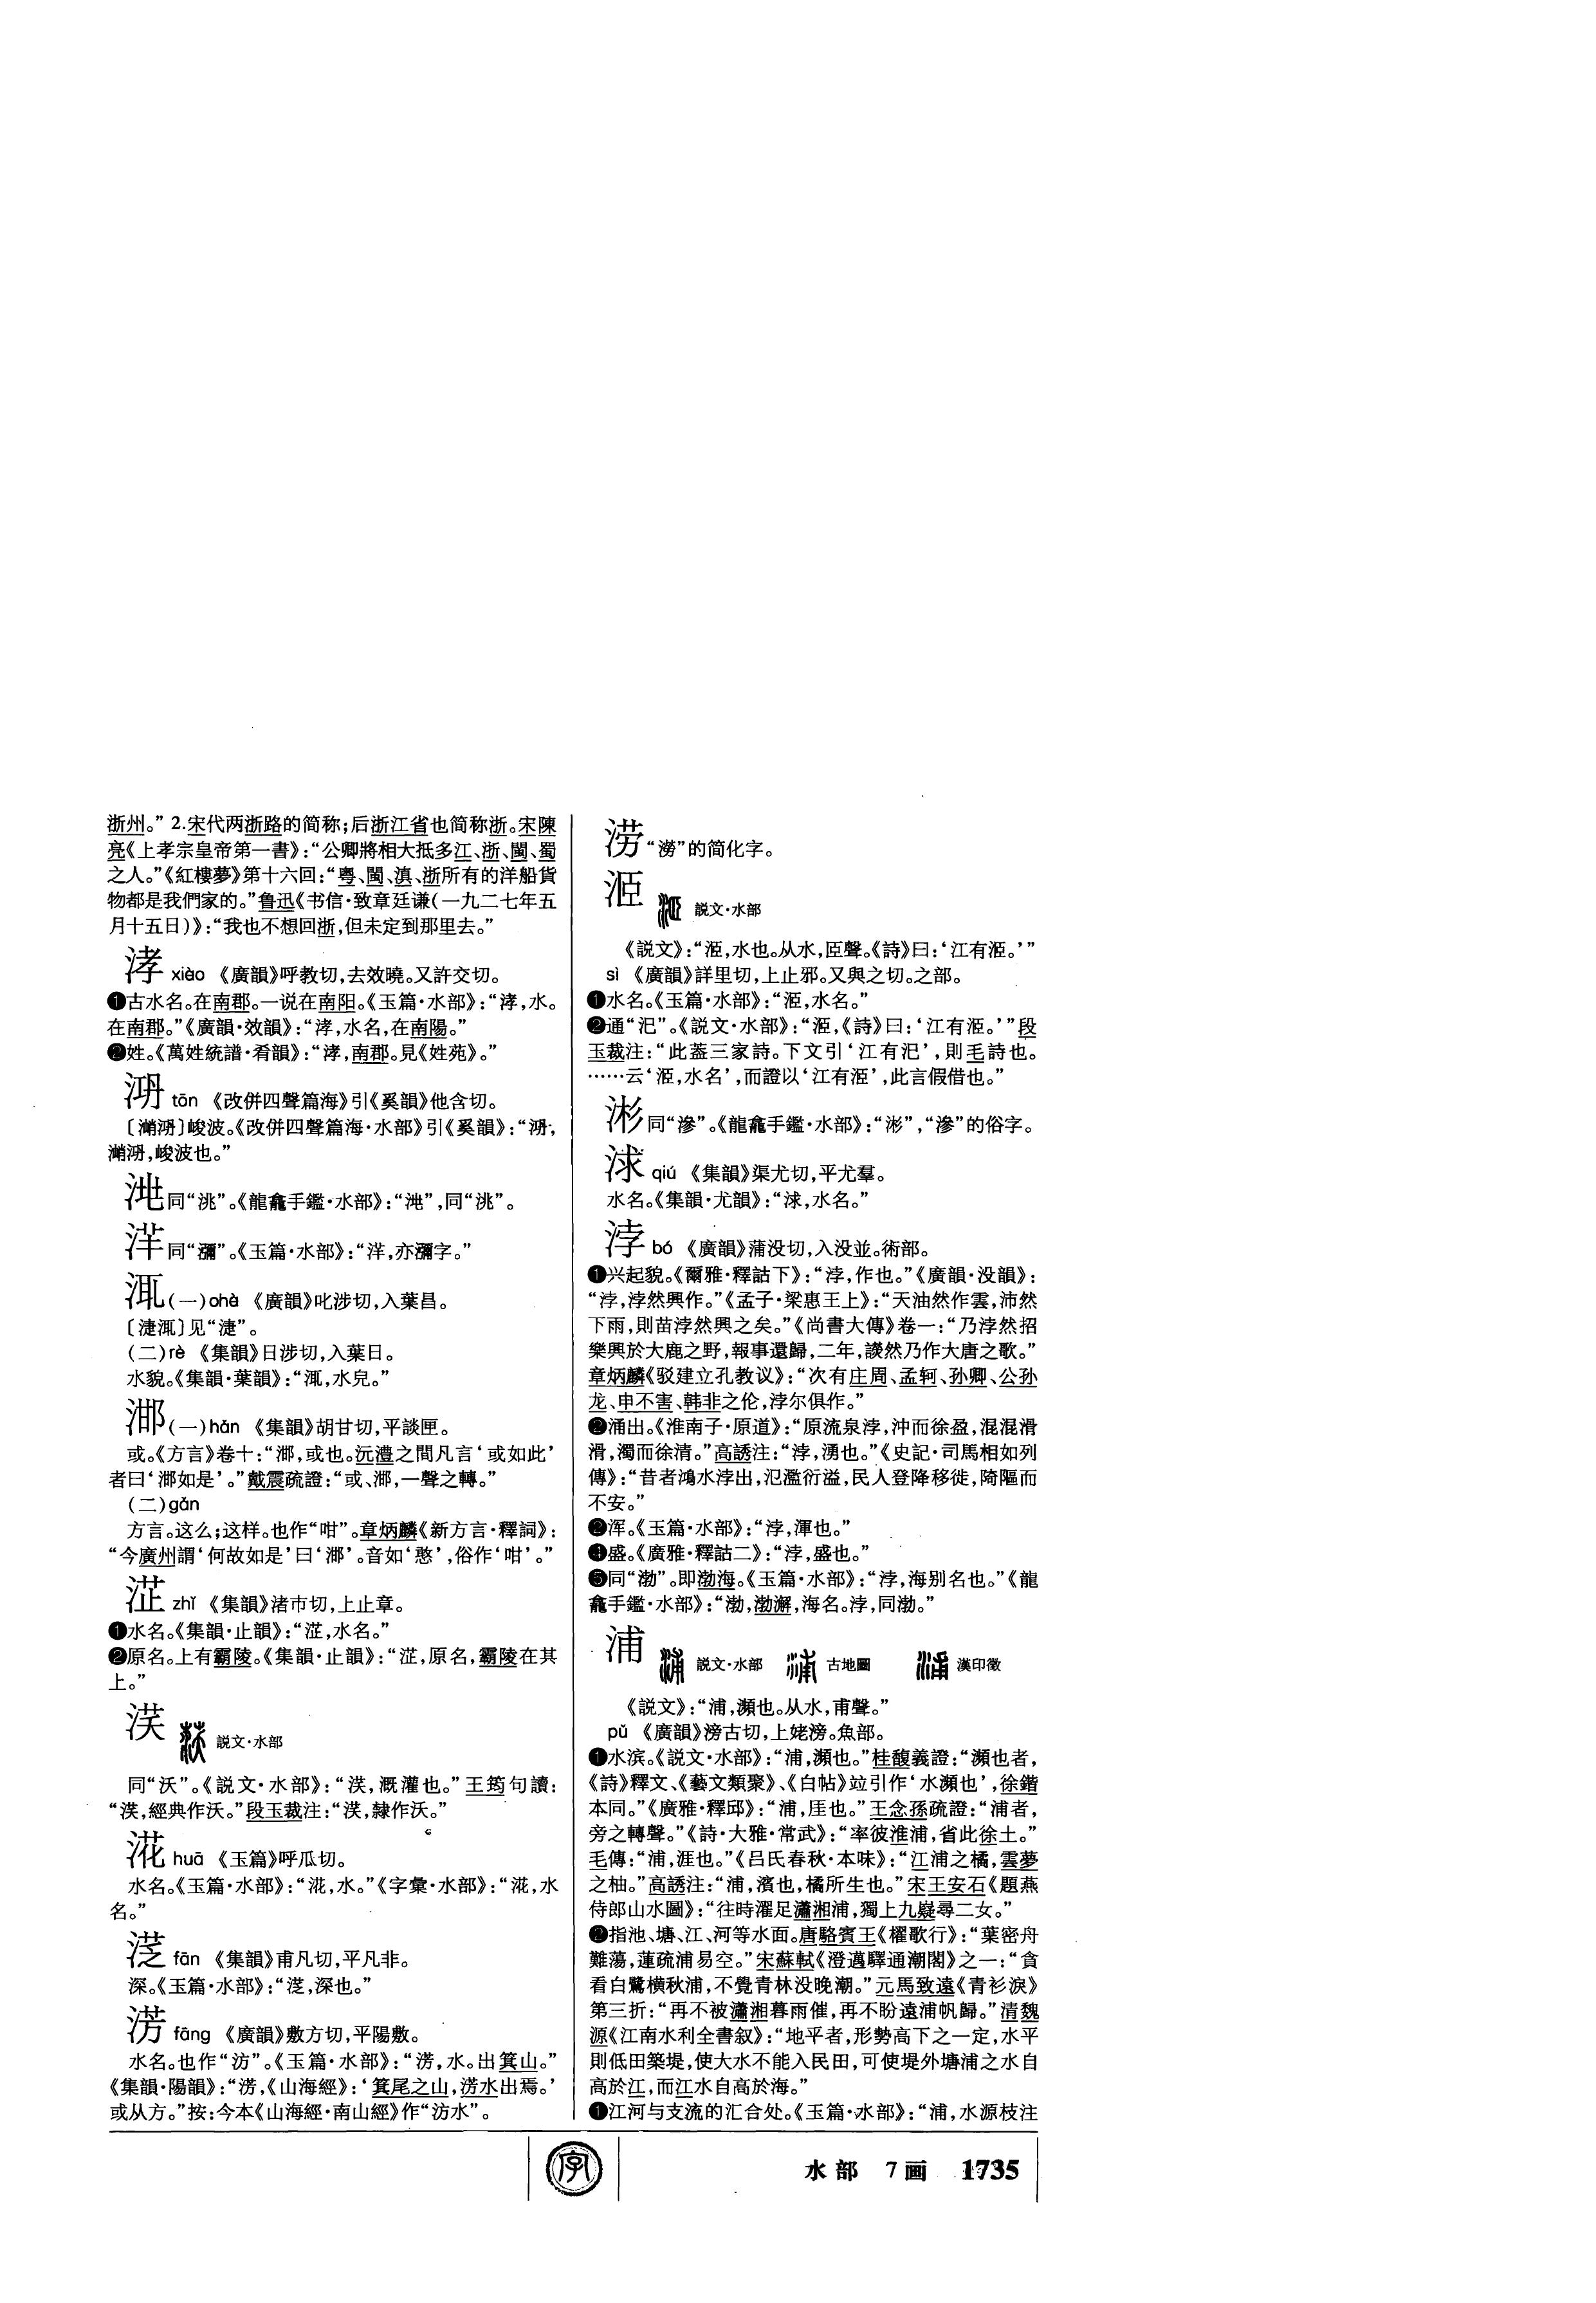 浙州。” 2.宋代两浙路的简称；后浙江省也简称浙。宋陳
亮《上孝宗皇帝第一書》：“公卿將相大抵多江、浙、閩、蜀
之人。”《紅樓夢》第十六回：“粤、閩、滇、浙所有的洋船貨
物都是我們家的。”鲁迅《书信·致章廷谦（一九二七年五
月十五日）》：“我也不想回浙，但未定到那里去。”
涍 xiào 《廣韻》呼教切，去效曉。又許交切。
❶古水名。在南郡。一说在南阳。《玉篇·水部》：“涍，水。
在南郡。”《廣韻·效韻》：“涍，水名，在南陽。”
❷姓。《萬姓統譜·肴韻》：“涍，南郡。見《姓苑》。”
tōn 《改併四聲篇海》引《奚韻》他含切。
峻波。《改併四聲篇海·水部》引《奚韻》：
峻波也。”
同“洮”。《龍龕手鑑·水部》：同“洮”。
同“瀰”。《玉篇·水部》：亦瀰字。”
(一)ohà 《廣韻》叱涉切，入葉昌。
见“淒”。
(二)rè 《集韻》日涉切，入葉日。
水貌。《集韻·葉韻》：水皃。”
(一)hǎn 《集韻》胡甘切，平談匣。
或。《方言》卷十：或也。沅澧之間凡言‘或如此’
者曰如是’。”戴震疏證：“或、一聲之轉。”
(二)gǎn
方言。这么；这样。也作“咁”。章炳麟《新方言·釋詞》：
“今廣州謂‘何故如是’曰音如‘憨’，俗作‘咁’。”
zhǐ 《集韻》渚市切，上止章。
❶水名。《集韻·止韻》：水名。”
❷原名。上有霸陵。《集韻·止韻》：原名，霸陵在其
上。”
説文·水部
同“沃”。《説文·水部》：溉灌也。”王筠句讀：
經典作沃。”段玉裁注：隸作沃。”
huā 《玉篇》呼瓜切。
水名。《玉篇·水部》：水。”《字彙·水部》：水
名。”
fān 《集韻》甫凡切，平凡非。
深。《玉篇·水部》：深也。”
淓 fāng 《廣韻》敷方切，平陽敷。
水名。也作“汸”。《玉篇·水部》：“淓，水。出箕山。”
《集韻·陽韻》：“淓，《山海經》：‘箕尾之山，淓水出焉。’
或从方。”按：今本《山海經·南山經》作“汸水”。
涝 “澇”的简化字。
洍 説文·水部
《説文》：“洍，水也。从水，𦣞聲。《詩》曰：‘江有洍。’”
sì 《廣韻》詳里切，上止邪。又與之切。之部。
❶水名。《玉篇·水部》：“洍，水名。”
❷通“汜”。《説文·水部》：“洍，《詩》曰：‘江有洍。’”段
玉裁注：“此葢三家詩。下文引‘江有汜’，則毛詩也。
……云‘洍，水名’，而證以‘江有洍’，此言假借也。”
同“渗”。《龍龕手鑑·水部》：“滲”的俗字。
浗 qiú 《集韻》渠尤切，平尤羣。
水名。《集韻·尤韻》：“浗，水名。”
浡 bó 《廣韻》蒲没切，入没並。術部。
❶兴起貌。《爾雅·釋詁下》：“浡，作也。”《廣韻·没韻》：
“浡，浡然興作。”《孟子·梁惠王上》：“天油然作雲，沛然
下雨，則苗浡然興之矣。”《尚書大傳》卷一：“乃浡然招
樂興於大鹿之野，報事還歸，二年，謨然乃作大唐之歌。”
章炳麟《驳建立孔教议》：“次有庄周、孟轲、孙卿、公孙
龙、申不害、韩非之伦，浡尔俱作。”
❷涌出。《淮南子·原道》：“原流泉浡，沖而徐盈，混混滑
滑，濁而徐清。”高誘注：“浡，湧也。”《史記·司馬相如列
傳》：“昔者鴻水浡出，氾濫衍溢，民人登降移徙，陭䧢而
不安。”
❷浑。《玉篇·水部》：“浡，渾也。”
❹盛。《廣雅·釋詁二》：“浡，盛也。”
❺同“渤”。即渤海。《玉篇·水部》：“浡，海别名也。”《龍
龕手鑑·水部》：“渤，渤澥，海名。浡，同渤。”
浦 説文·水部 古地圖 漢印徵
《説文》：“浦，瀕也。从水，甫聲。”
pǔ 《廣韻》滂古切，上姥滂。魚部。
❶水滨。《説文·水部》：“浦，瀕也。”桂馥義證：“瀕也者，
《詩》釋文、《藝文類聚》、《白帖》竝引作‘水瀕也’，徐鍇
本同。”《廣雅·釋邱》：“浦，厓也。”王念孫疏證：“浦者，
旁之轉聲。”《詩·大雅·常武》：“率彼淮浦，省此徐土。”
毛傳：“浦，涯也。”《吕氏春秋·本味》：“江浦之橘，雲夢
之柚。”高誘注：“浦，濱也，橘所生也。”宋王安石《題燕
侍郎山水圖》：“往時濯足瀟湘浦，獨上九嶷尋二女。”
❷指池、塘、江、河等水面。唐駱賓王《櫂歌行》：“葉密舟
難蕩，蓮疏浦易空。”宋蘇軾《澄邁驛通潮閣》之一：“貪
看白鷺横秋浦，不覺青林没晚潮。”元馬致遠《青衫淚》
第三折：“再不被瀟湘暮雨催，再不盼遠浦帆歸。”清魏
源《江南水利全書叙》：“地平者，形勢高下之一定，水平
則低田築堤，使大水不能入民田，可使堤外塘浦之水自
高於江，而江水自高於海。”
❶江河与支流的汇合处。《玉篇·水部》：“浦，水源枝注
字
水部 7画 1735